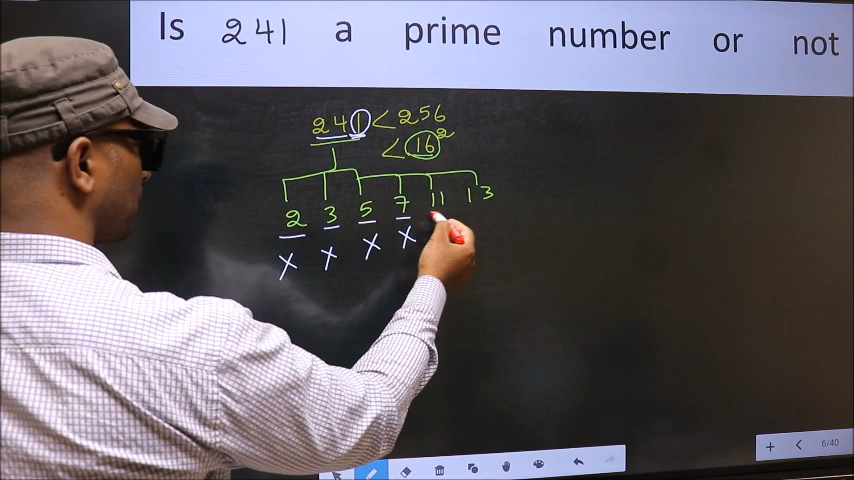 Is 241 a prime number or not
241 < 256
< 16²
2 3 5 7 11 13
x x x x
+ < 6/40